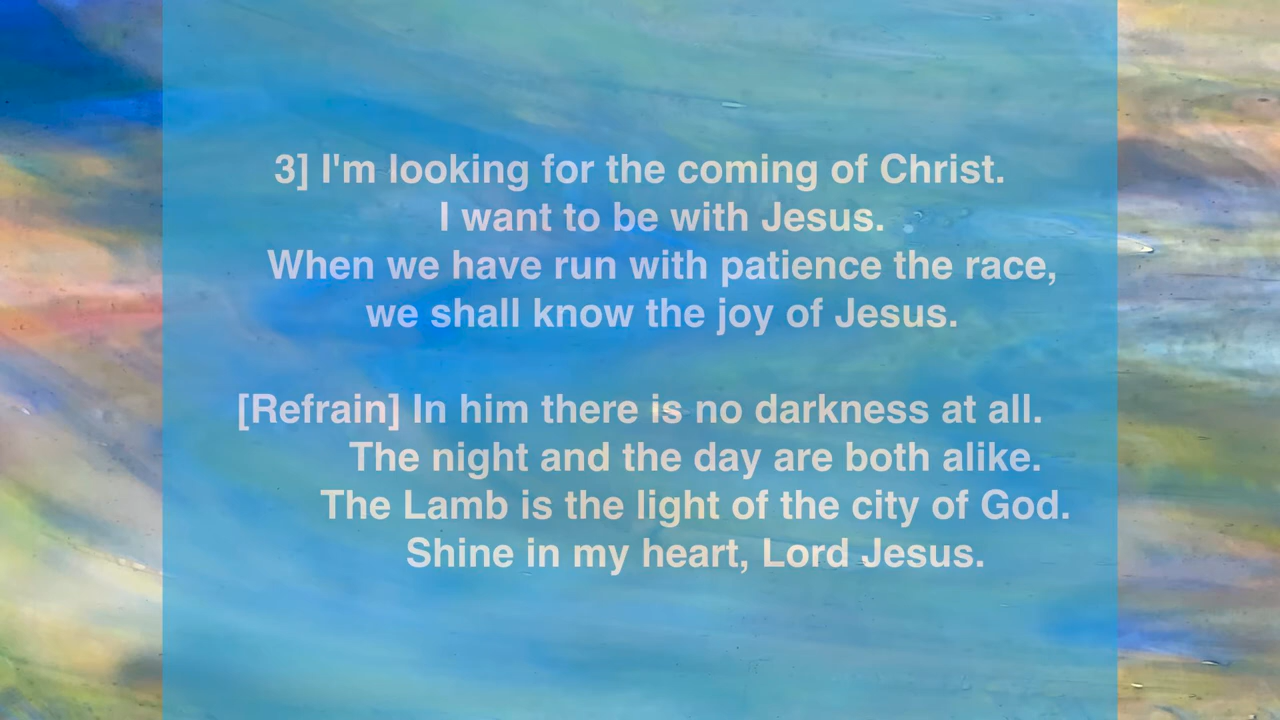 3] I'm looking for the coming of Christ.
I want to be with Jesus.
When we have run with patience the race,
we shall know the joy of Jesus.
[Refrain] In him there is no darkness at all.
The night and the day are both alike.
The Lamb is the light of the city of God.
Shine in my heart, Lord Jesus.